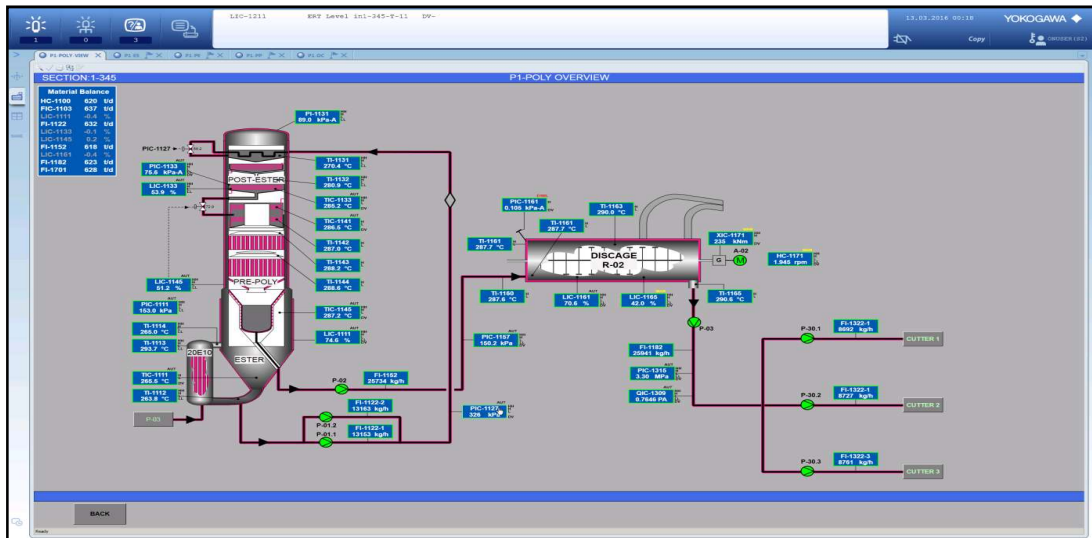 LIC-1211 ERT Level in1-345-T-11 DV-
13.03.2016 00:18 YOKOGAWA
1 0 3
Copy
P1-POLY-VIEW
SECTION:1-345 P1-POLY OVERVIEW
Material Balance
HC-1100 620 t/d
FIC-1103 637 t/d
LIC-1111 -0.4 %
FI-1122 632 t/d
LIC-1133 -0.1 %
LIC-1145 0.2 %
FI-1152 618 t/d
LIC-1161 -0.4 %
FI-1182 623 t/d
FI-1701 628 t/d
FI-1131
89.0 kPa-A
PIC-1127
PIC-1133
75.6 kPa-A
LIC-1133
53.9 %
POST-ESTER
TI-1131
270.4 °C
TI-1132
280.9 °C
TIC-1133
285.2 °C
TIC-1141
286.5 °C
TI-1142
287.0 °C
TI-1143
288.2 °C
TI-1144
288.6 °C
PRE-POLY
LIC-1145
51.2 %
PIC-1111
153.0 kPa
TI-1114
266.0 °C
TI-1113
293.7 °C
20E10
TIC-1111
265.5 °C
TI-1112
263.8 °C
P-03
ESTER
TIC-1145
287.2 °C
LIC-1111
74.6 %
P-02
FI-1152
25734 kg/h
FI-1122-2
13163 kg/h
P-01.2
FI-1122-1
13153 kg/h
P-01.1
PIC-1127
328 kPa
PIC-1157
150.2 kPa
PIC-1161
0.105 kPa-A
TI-1161
287.7 °C
TI-1161
287.7 °C
TI-1163
290.0 °C
DISCAGE
R-02
TI-1160
287.6 °C
LIC-1161
70.6 %
LIC-1165
42.0 %
XIC-1171
235 kNm
A-02
G M
HC-1171
1.945 rpm
TI-1165
290.6 °C
P-03
FI-1182
25941 kg/h
PIC-1315
3.30 MPa
QIC-1309
0.7646 PA
P-30.1
FI-1322-1
8692 kg/h
CUTTER 1
P-30.2
FI-1322-1
8727 kg/h
CUTTER 2
P-30.3
FI-1322-3
8761 kg/h
CUTTER 3
BACK
Ready